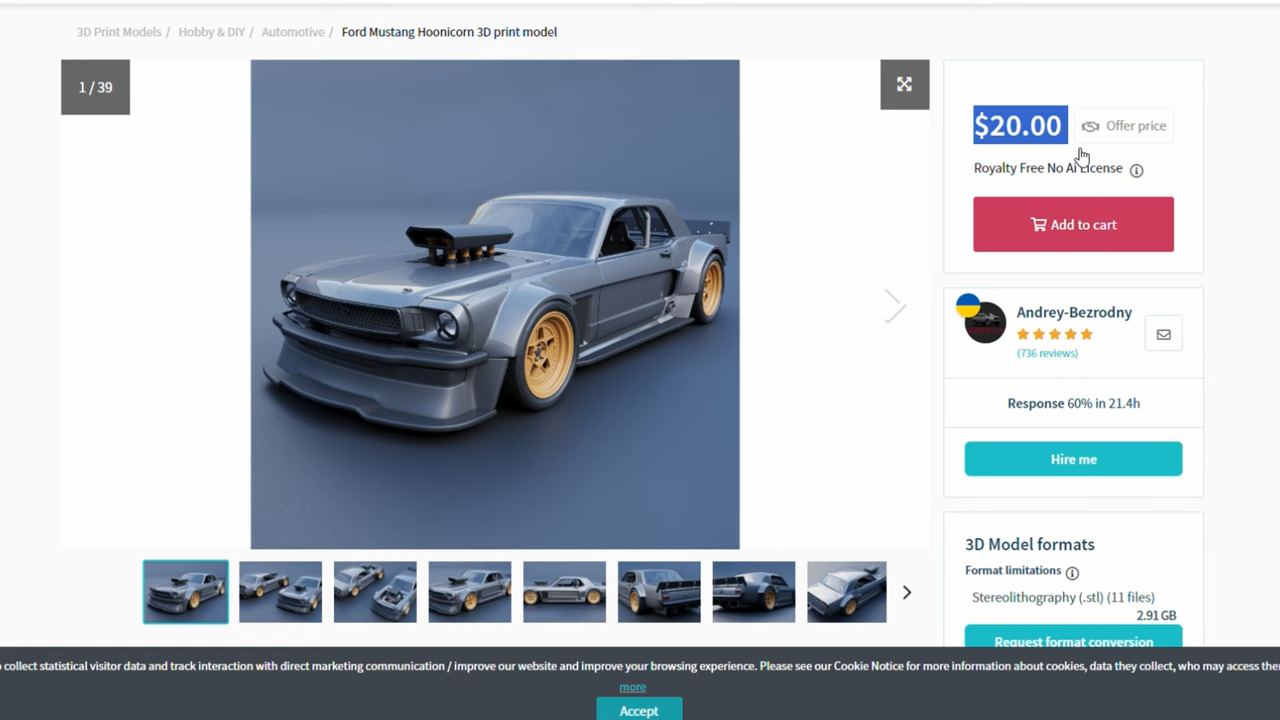 3D Print Models / Hobby & DIY / Automotive / Ford Mustang Hoonicorn 3D print model
1 / 39
$20.00
Offer price
Royalty Free No Ai License
Add to cart
Andrey-Bezrodny
(736 reviews)
Response 60% in 21.4h
Hire me
3D Model formats
Format limitations
Stereolithography (.stl) (11 files)
2.91 GB
Request format conversion
collect statistical visitor data and track interaction with direct marketing communication / improve our website and improve your browsing experience. Please see our Cookie Notice for more information about cookies, data they collect, who may access
more
Accept